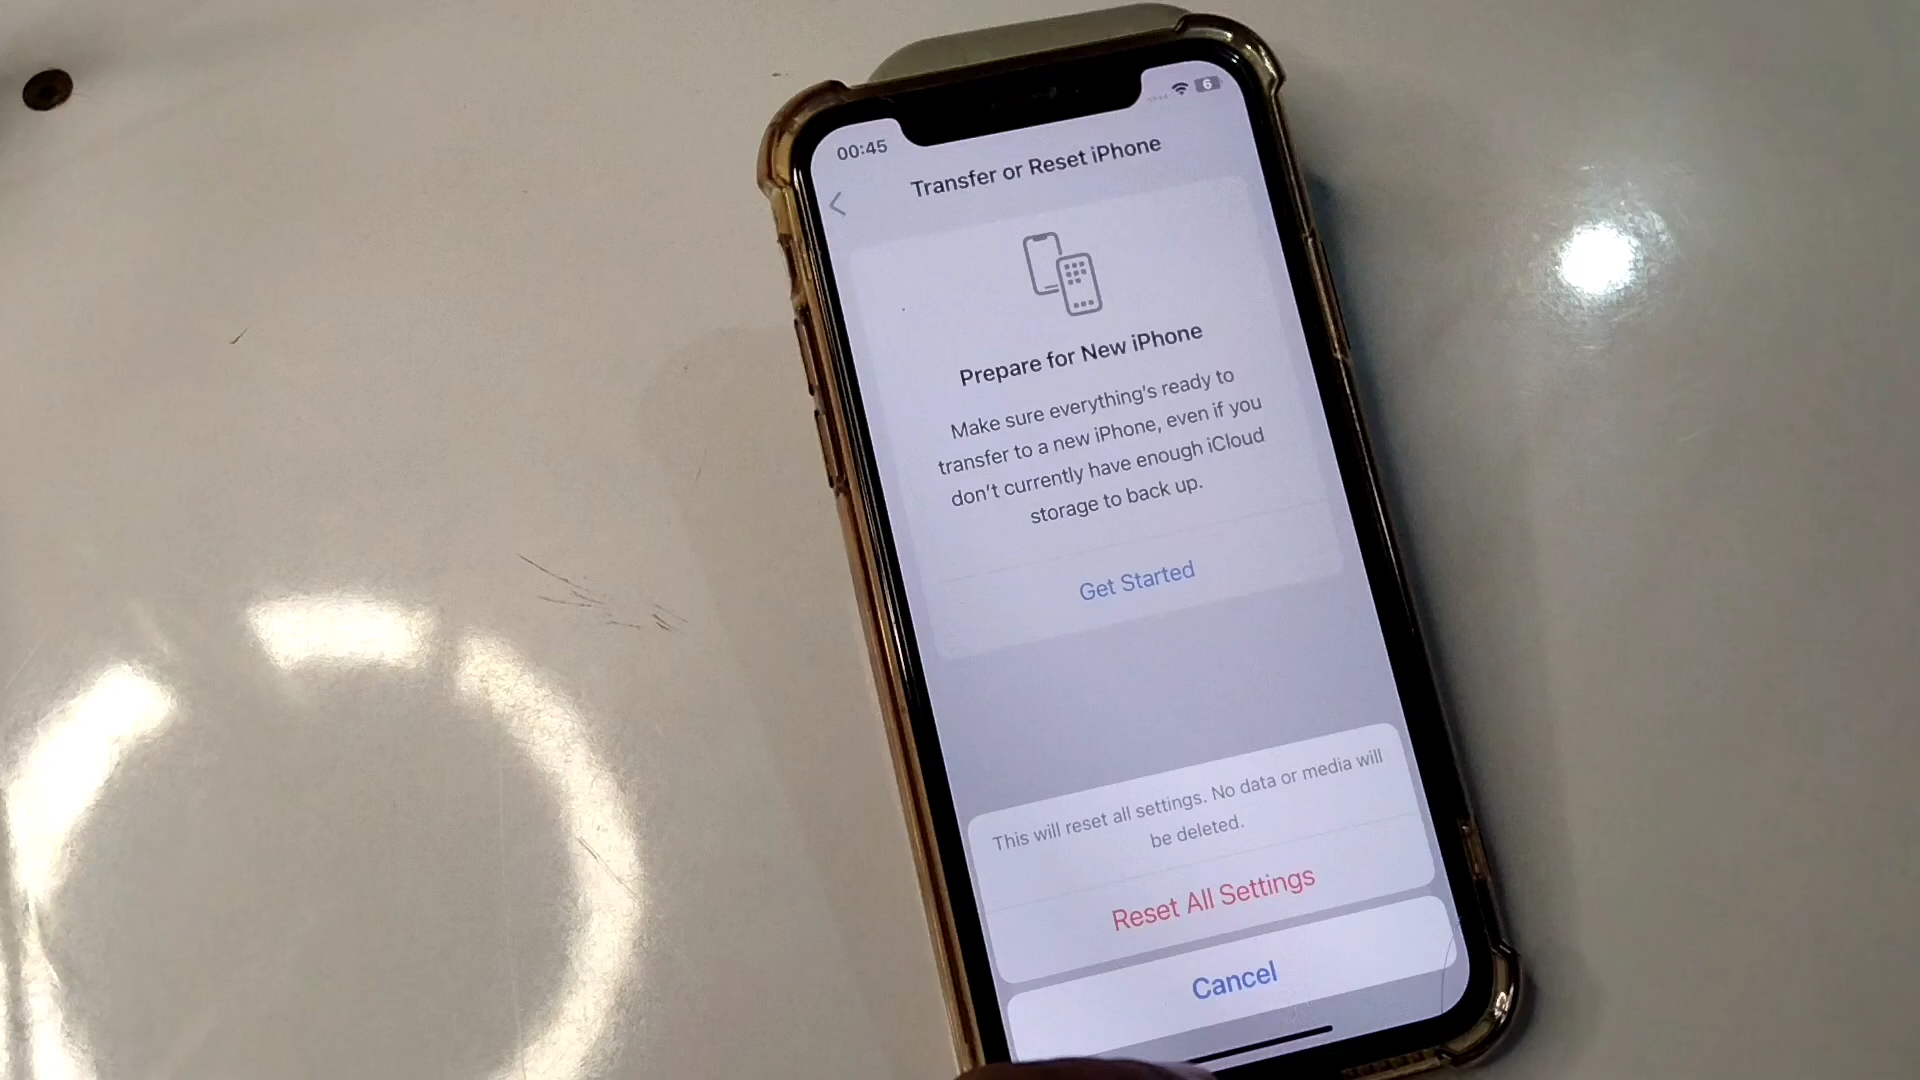 00:45
6
Transfer or Reset iPhone
Prepare for New iPhone
Make sure everything's ready to
transfer to a new iPhone, even if you
don't currently have enough iCloud
storage to back up.
Get Started
This will reset all settings. No data or media will
be deleted.
Reset All Settings
Cancel